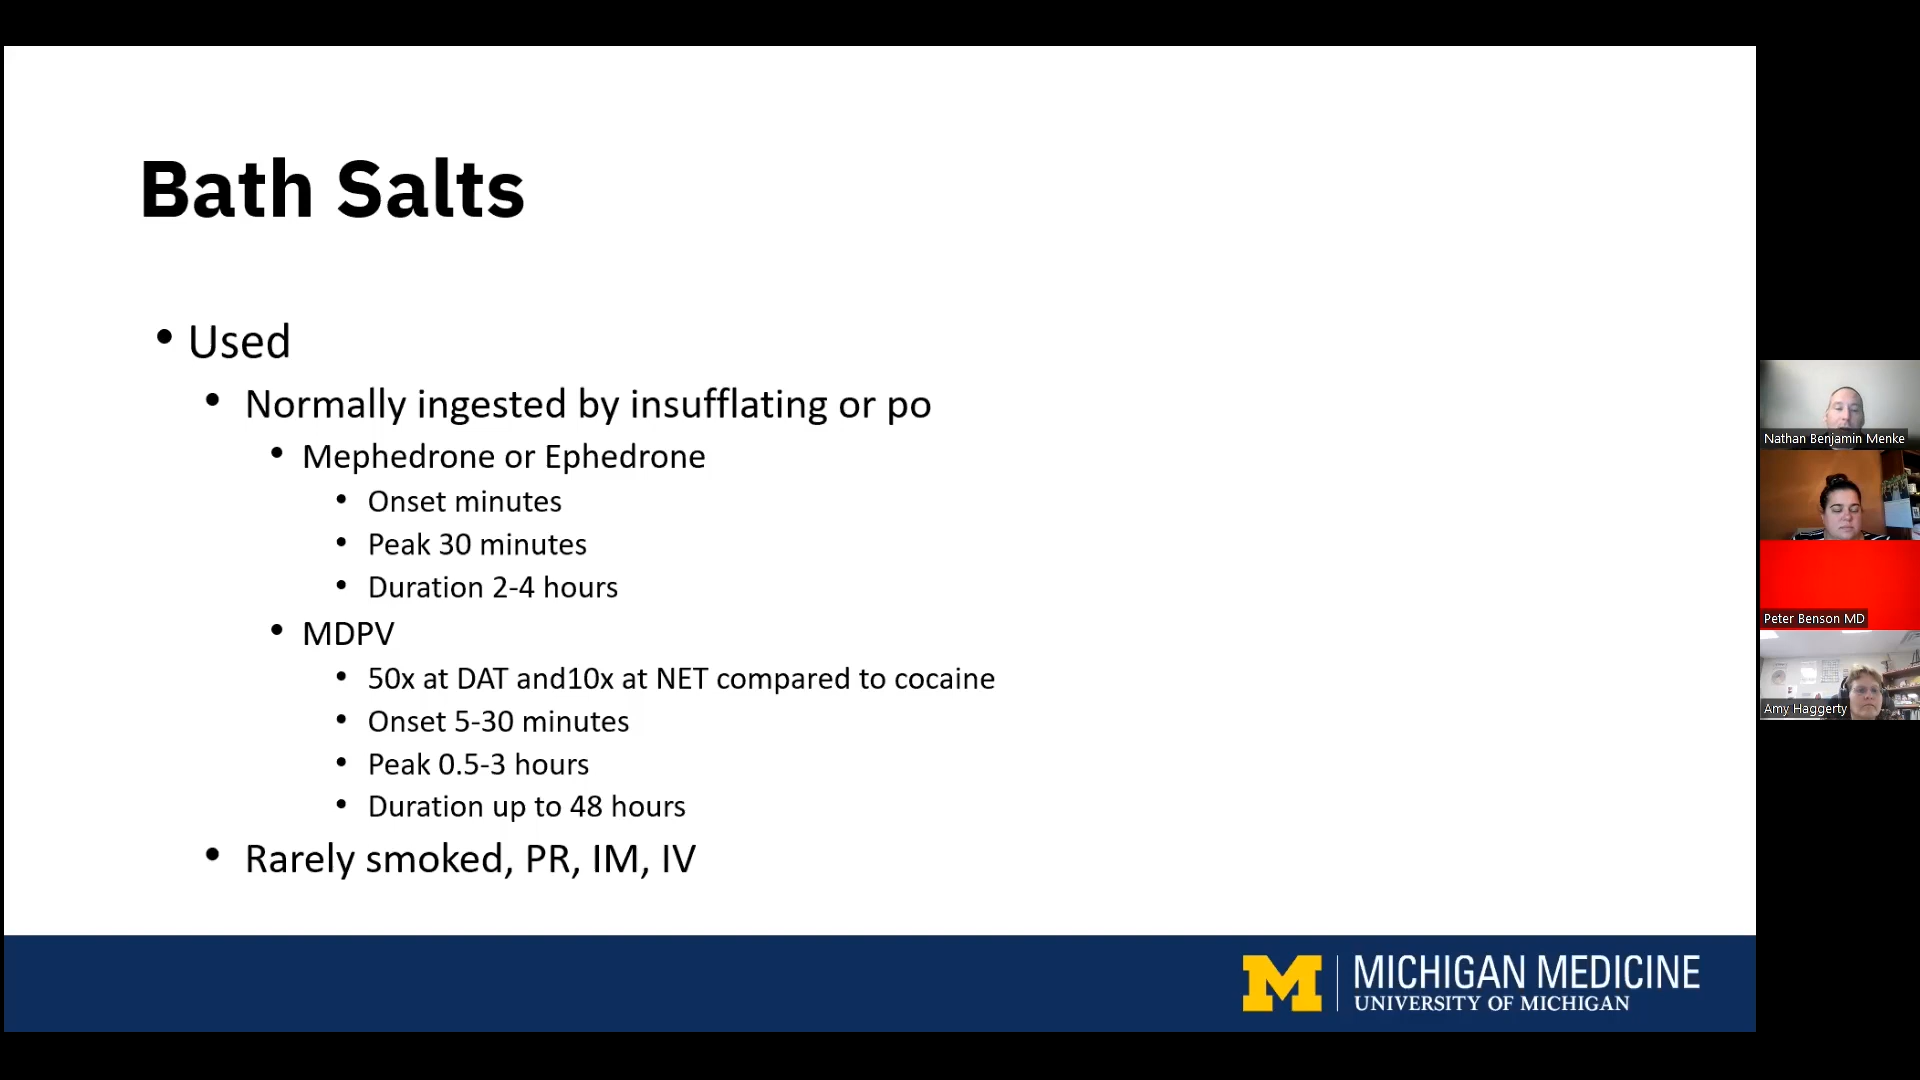 Bath Salts
• Used
• Normally ingested by insufflating or po
• Mephedrone or Ephedrone
• Onset minutes
• Peak 30 minutes
• Duration 2-4 hours
• MDPV
• 50x at DAT and10x at NET compared to cocaine
• Onset 5-30 minutes
• Peak 0.5-3 hours
• Duration up to 48 hours
• Rarely smoked, PR, IM, IV
M
MICHIGAN MEDICINE
UNIVERSITY OF MICHIGAN
Nathan Benjamin Menke
Peter Benson MD
Amy Haggerty